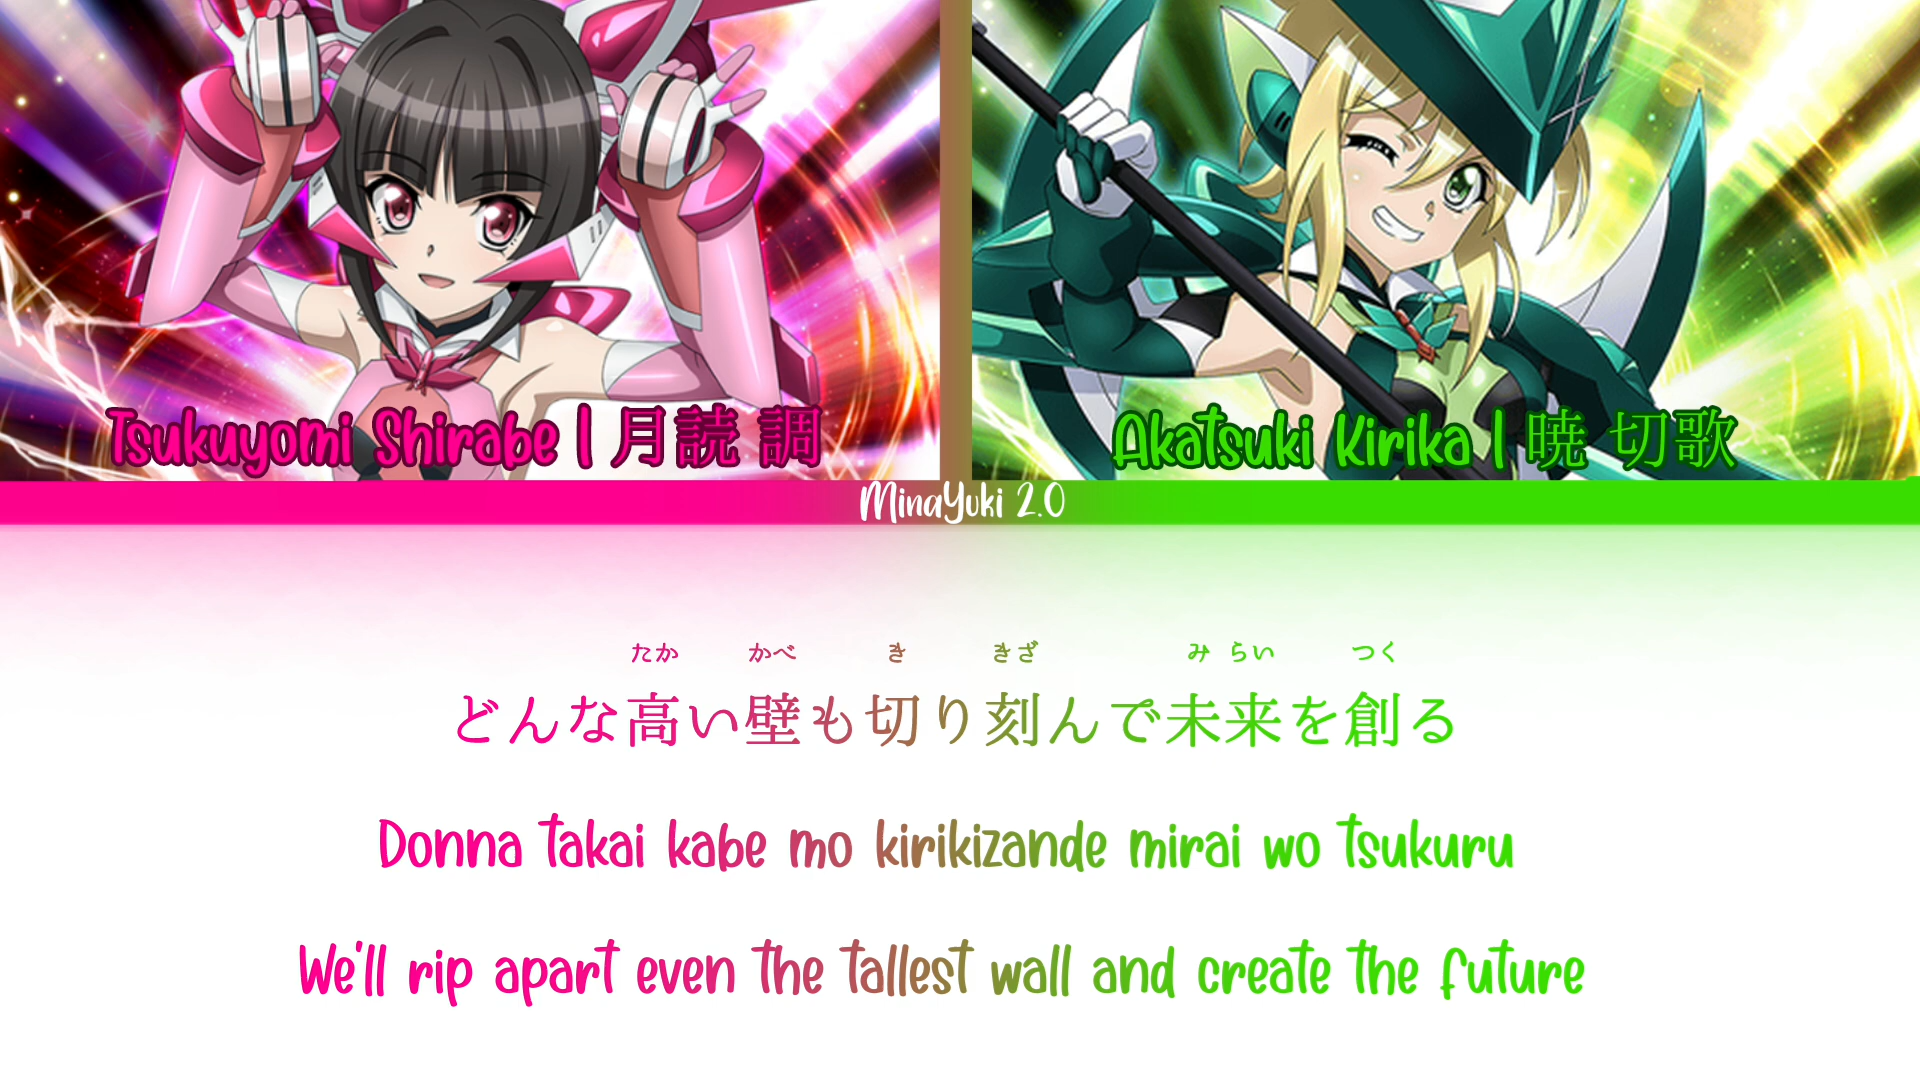 Tsukuyomi Shirabe | 月読 調
Akatsuki Kirika | 暁 切歌
MinaYuki 2.0
たか かべ き きざ み らい つく
どんな高い壁も切り刻んで未来を創る
Donna takai kabe mo kirikizande mirai wo tsukuru
We'll rip apart even the tallest wall and create the future